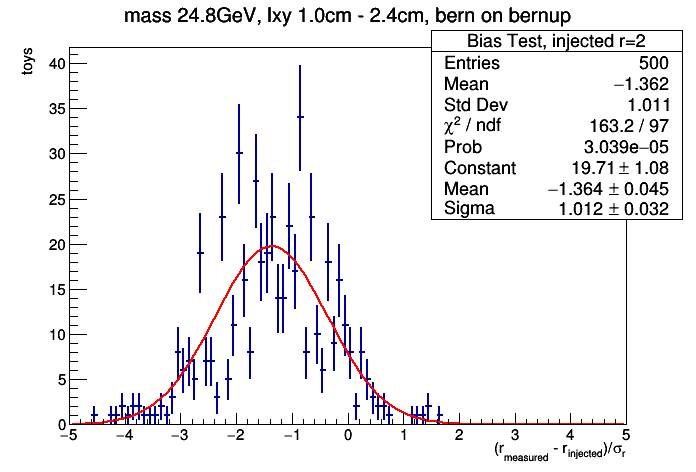 mass 24.8GeV, lxy 1.0cm - 2.4cm, bern on bernup
Bias Test, injected r=2
Entries 500
Mean −1.362
Std Dev 1.011
χ² / ndf 163.2 / 97
Prob 3.039e−05
Constant 19.71 ± 1.08
Mean −1.364 ± 0.045
Sigma 1.012 ± 0.032
toys
40
35
30
25
20
15
10
5
0
−5 −4 −3 −2 −1 0 1 2 3 4 5
(r_measured - r_injected)/σ_r